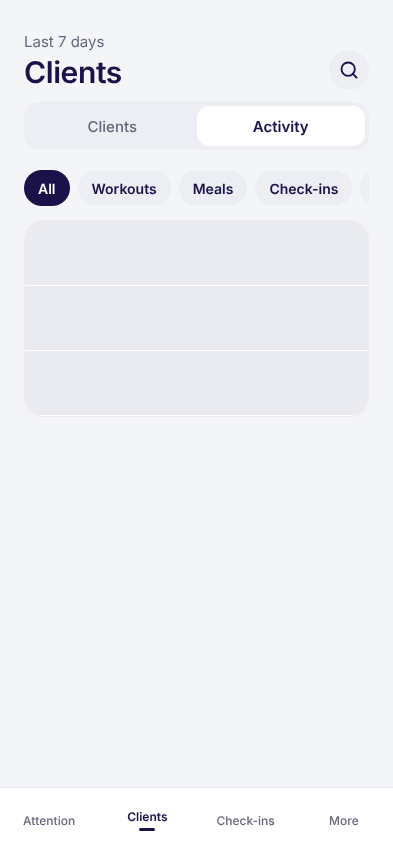 Last 7 days
Clients
Clients Activity
All Workouts Meals Check-ins
Attention Clients Check-ins More